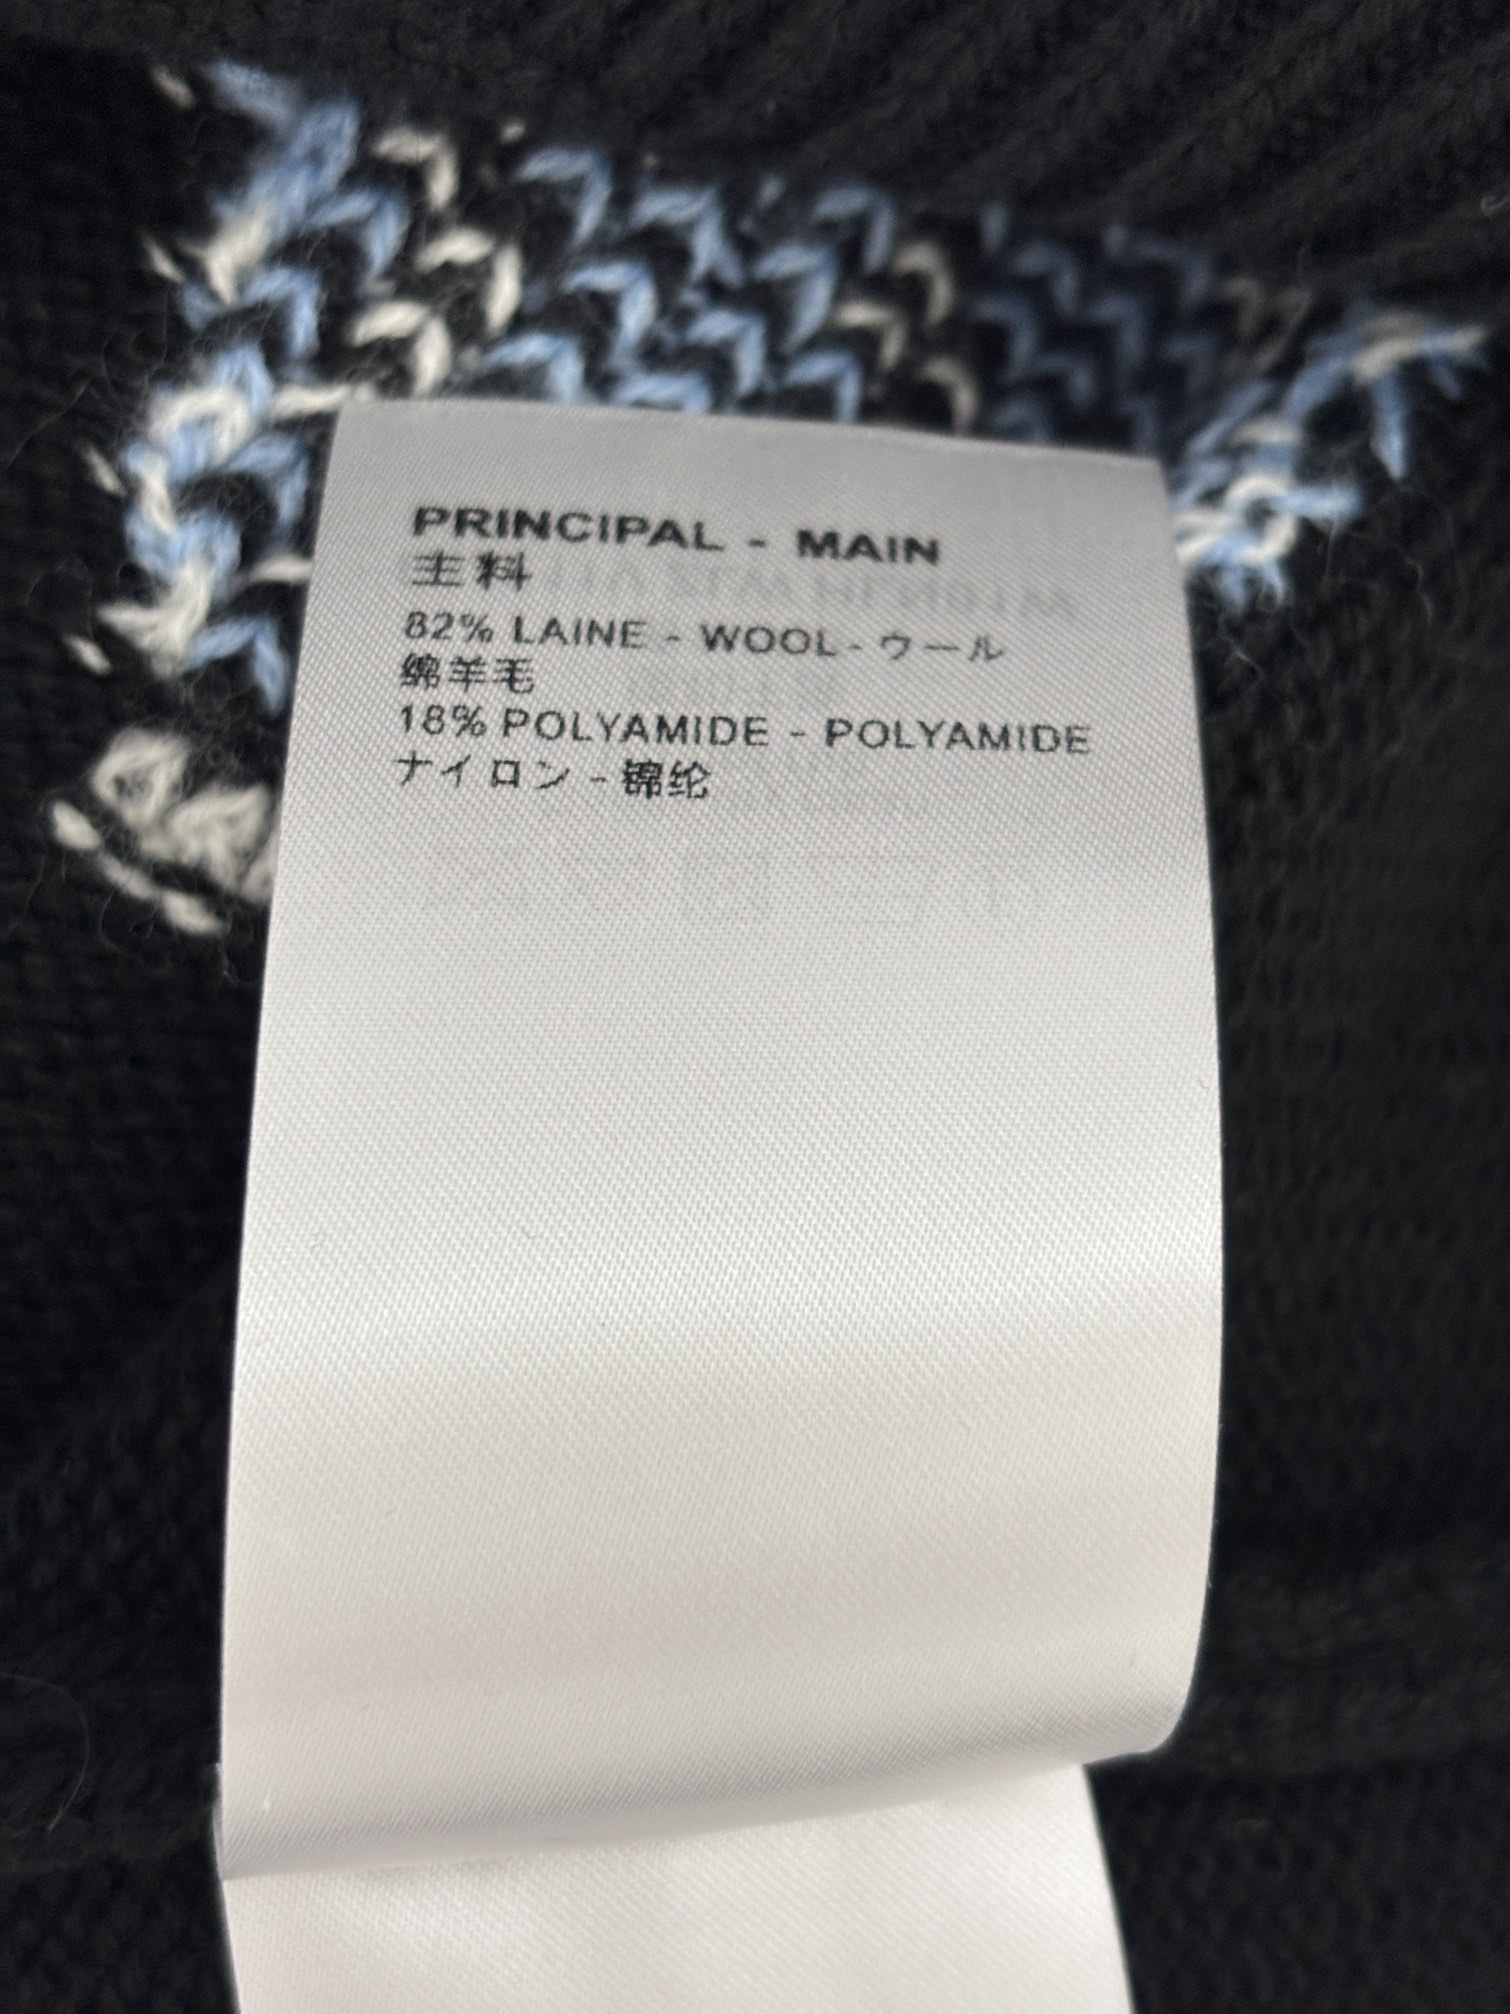 PRINCIPAL - MAIN
主料
82% LAINE - WOOL-ウール
绵羊毛
18% POLYAMIDE - POLYAMIDE
ナイロン - 锦纶